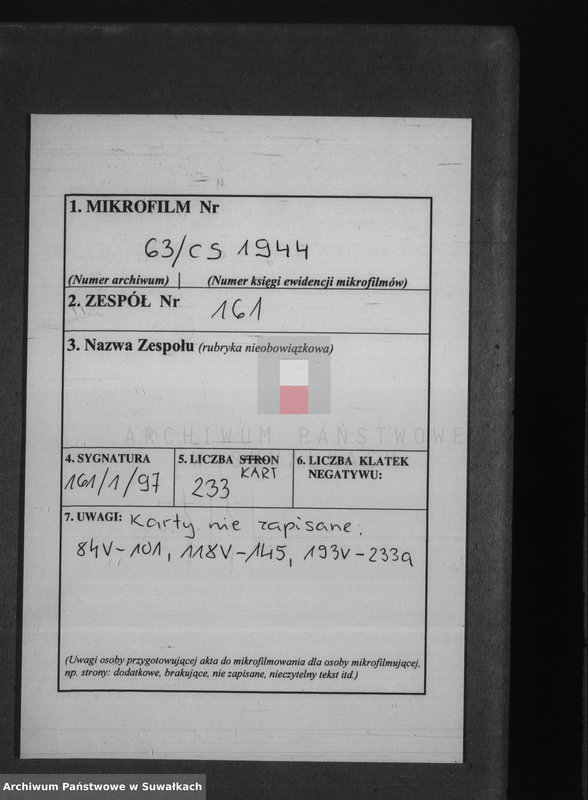 1. MIKROFILM Nr
63/CS 1944
(Numer archiwum) | (Numer księgi ewidencji mikrofilmów)
2. ZESPÓŁ Nr 161
3. Nazwa Zespołu (rubryka nieobowiązkowa)
ARCHIWUM PAŃSTWOWE
4. SYGNATURA
161/1/97
5. LICZBA STRON
KART
233
6. LICZBA KLATEK
NEGATYWU:
7. UWAGI: Karty nie zapisane:
84V-101, 118V-145, 193V-233a
(Uwagi osoby przygotowującej akta do mikrofilmowania dla osoby mikrofilmującej,
np. strony: dodatkowe, brakujące, nie zapisane, nieczytelny tekst itd.)
Archiwum Państwowe w Suwałkach